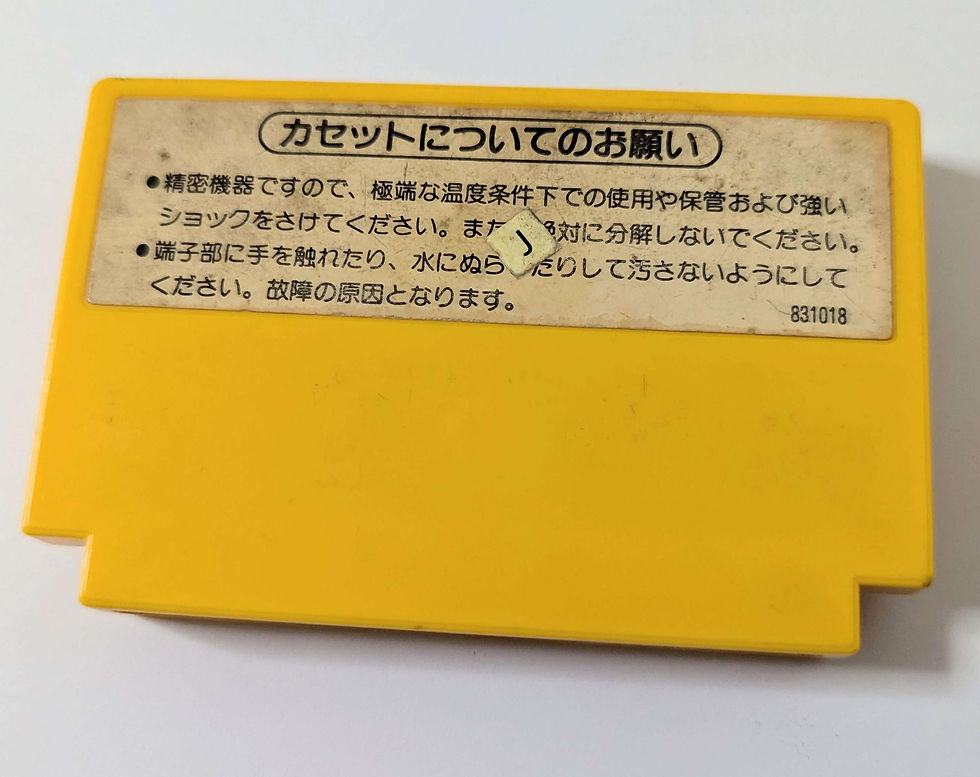 カセットについてのお願い
●精密機器ですので、極端な温度条件下での使用や保管および強い
ショックをさけてください。また 対に分解しないでください。
J
●端子部に手を触れたり、水にぬら たりして汚さないようにして
ください。故障の原因となります。
831018